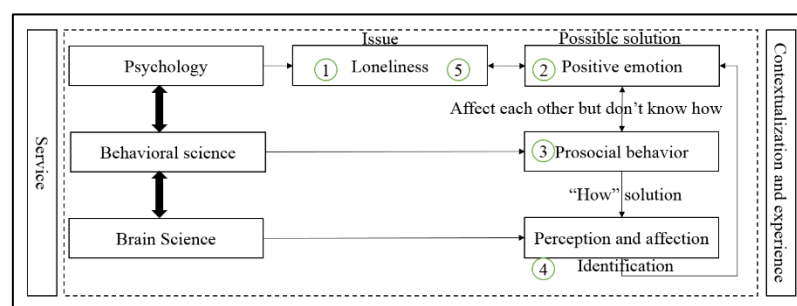 Issue
Possible solution
Psychology
1 Loneliness 5
2 Positive emotion
Affect each other but don't know how
Behavioral science
3 Prosocial behavior
"How" solution
Brain Science
Perception and affection
4 Identification
Service
Contextualization and experience